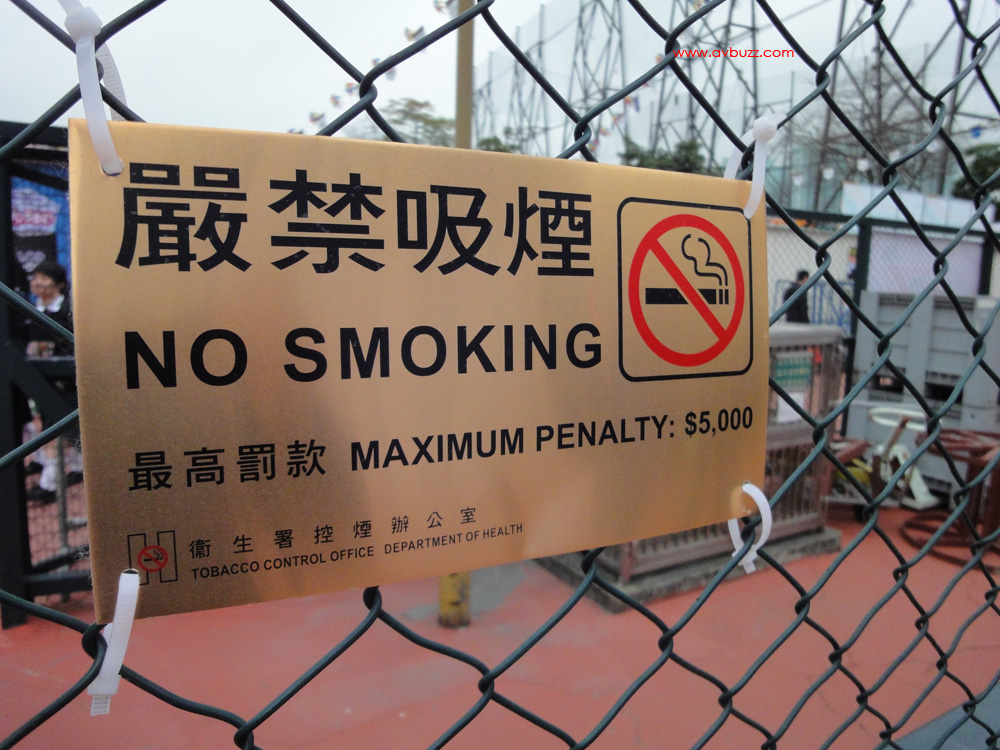 www.avbuzz.com
嚴禁吸煙
NO SMOKING
最高罰款 MAXIMUM PENALTY: $5,000
衞生署控煙辦公室
TOBACCO CONTROL OFFICE DEPARTMENT OF HEALTH